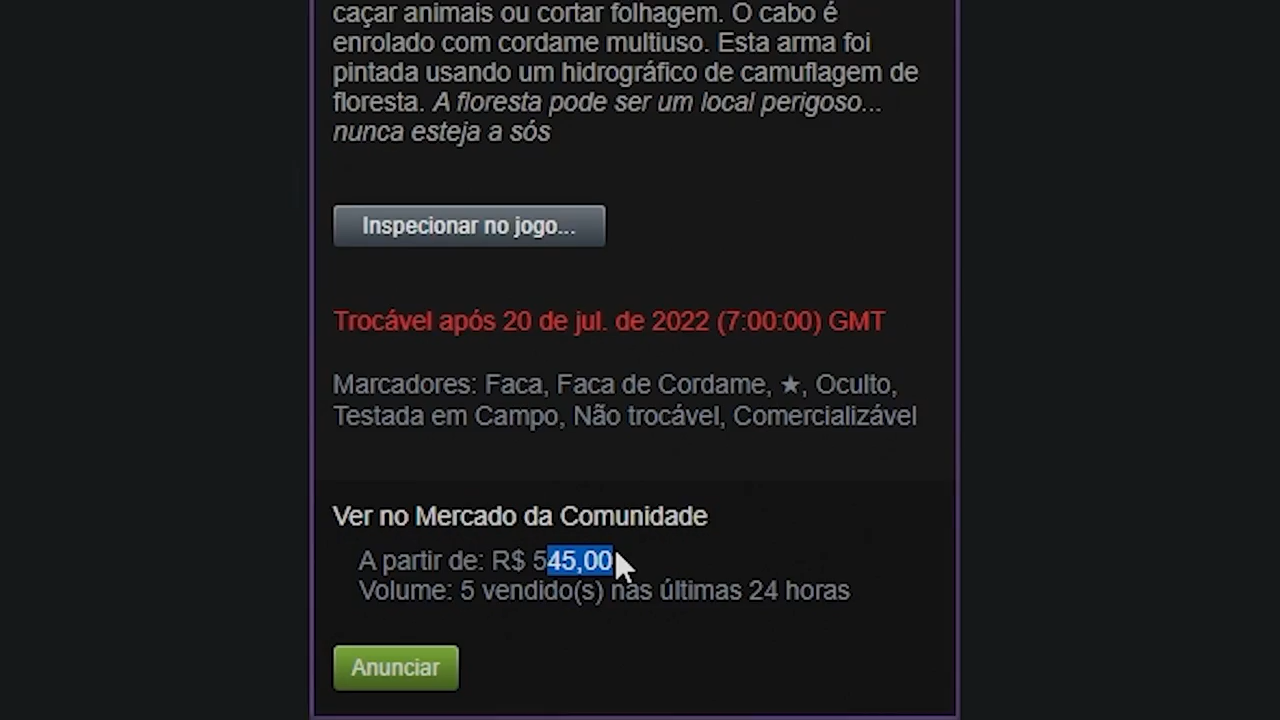 caçar animais ou cortar folhagem. O cabo é
enrolado com cordame multiuso. Esta arma foi
pintada usando um hidrográfico de camuflagem de
floresta. A floresta pode ser um local perigoso...
nunca esteja a sós
Inspecionar no jogo...
Trocável após 20 de jul. de 2022 (7:00:00) GMT
Marcadores: Faca, Faca de Cordame, ★, Oculto,
Testada em Campo, Não trocável, Comercializável
Ver no Mercado da Comunidade
A partir de: R$ 545,00
Volume: 5 vendido(s) nas últimas 24 horas
Anunciar